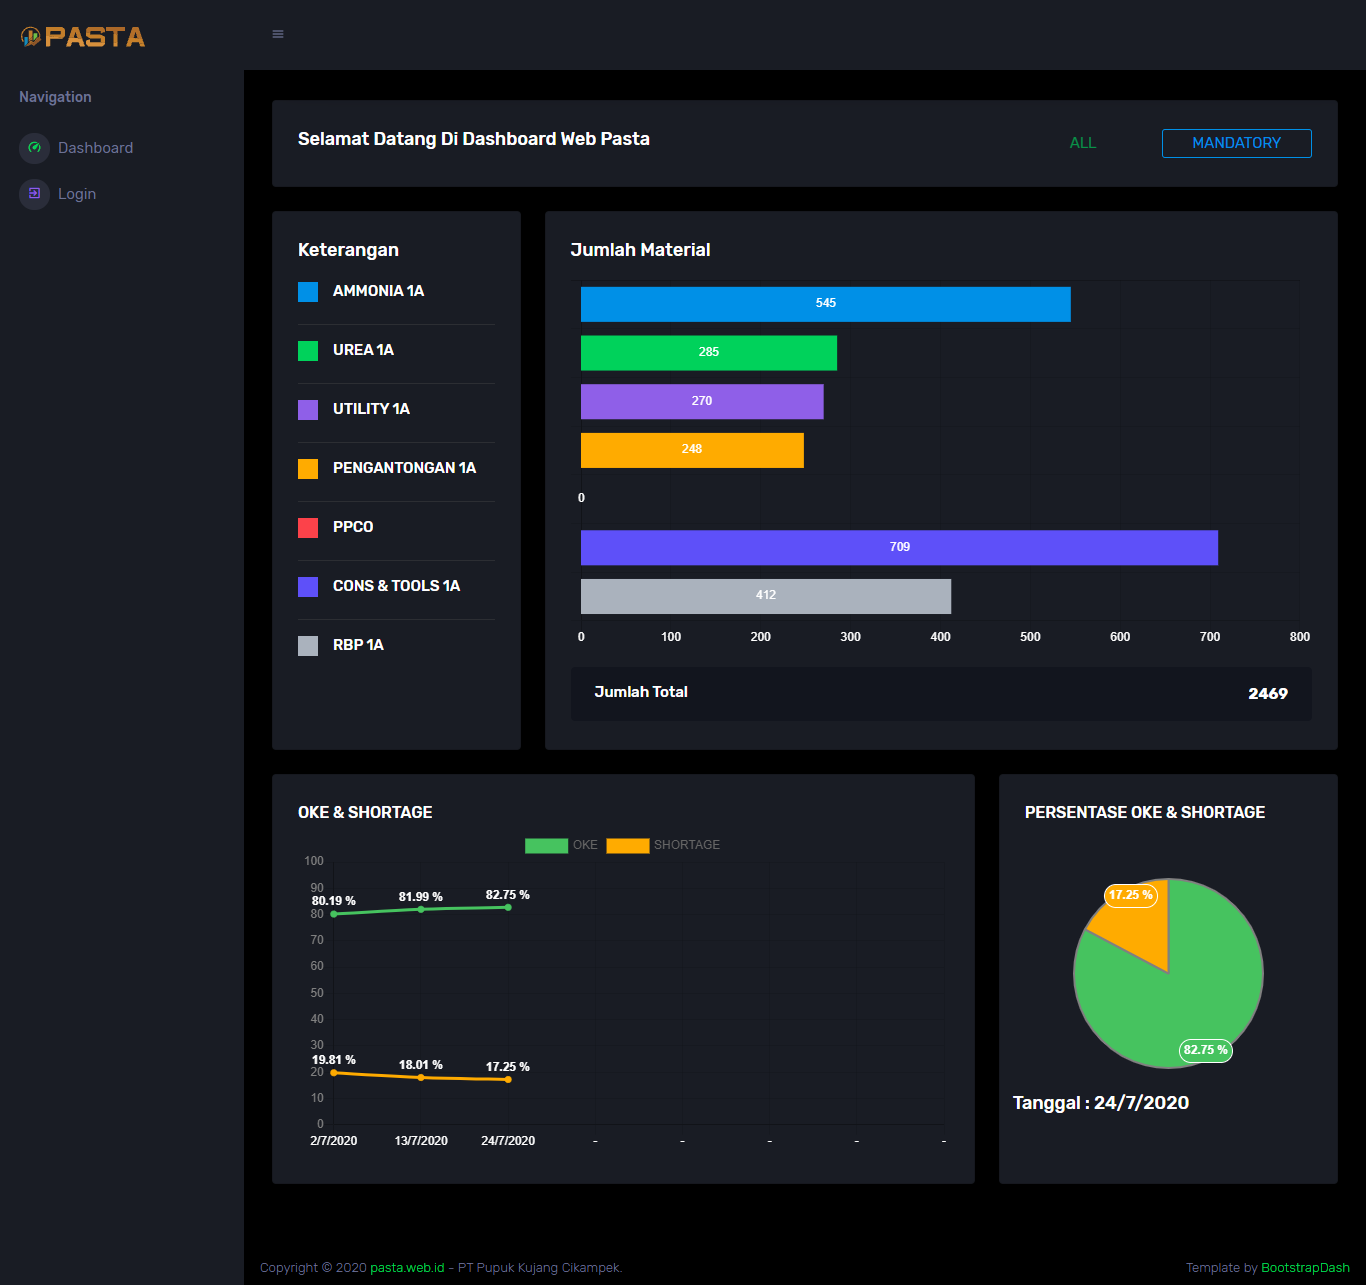 PASTA
Navigation
Dashboard
Login
Selamat Datang Di Dashboard Web Pasta
ALL
MANDATORY
Keterangan
AMMONIA 1A
UREA 1A
UTILITY 1A
PENGANTONGAN 1A
PPCO
CONS & TOOLS 1A
RBP 1A
Jumlah Material
545
285
270
248
0
709
412
0 100 200 300 400 500 600 700 800
Jumlah Total 2469
OKE & SHORTAGE
OKE SHORTAGE
100
90
80
70
60
50
40
30
20
10
0
80.19 % 81.99 % 82.75 %
19.81 % 18.01 % 17.25 %
2/7/2020 13/7/2020 24/7/2020 - - - - -
PERSENTASE OKE & SHORTAGE
17.25 %
82.75 %
Tanggal : 24/7/2020
Copyright © 2020 pasta.web.id - PT Pupuk Kujang Cikampek.
Template by BootstrapDash